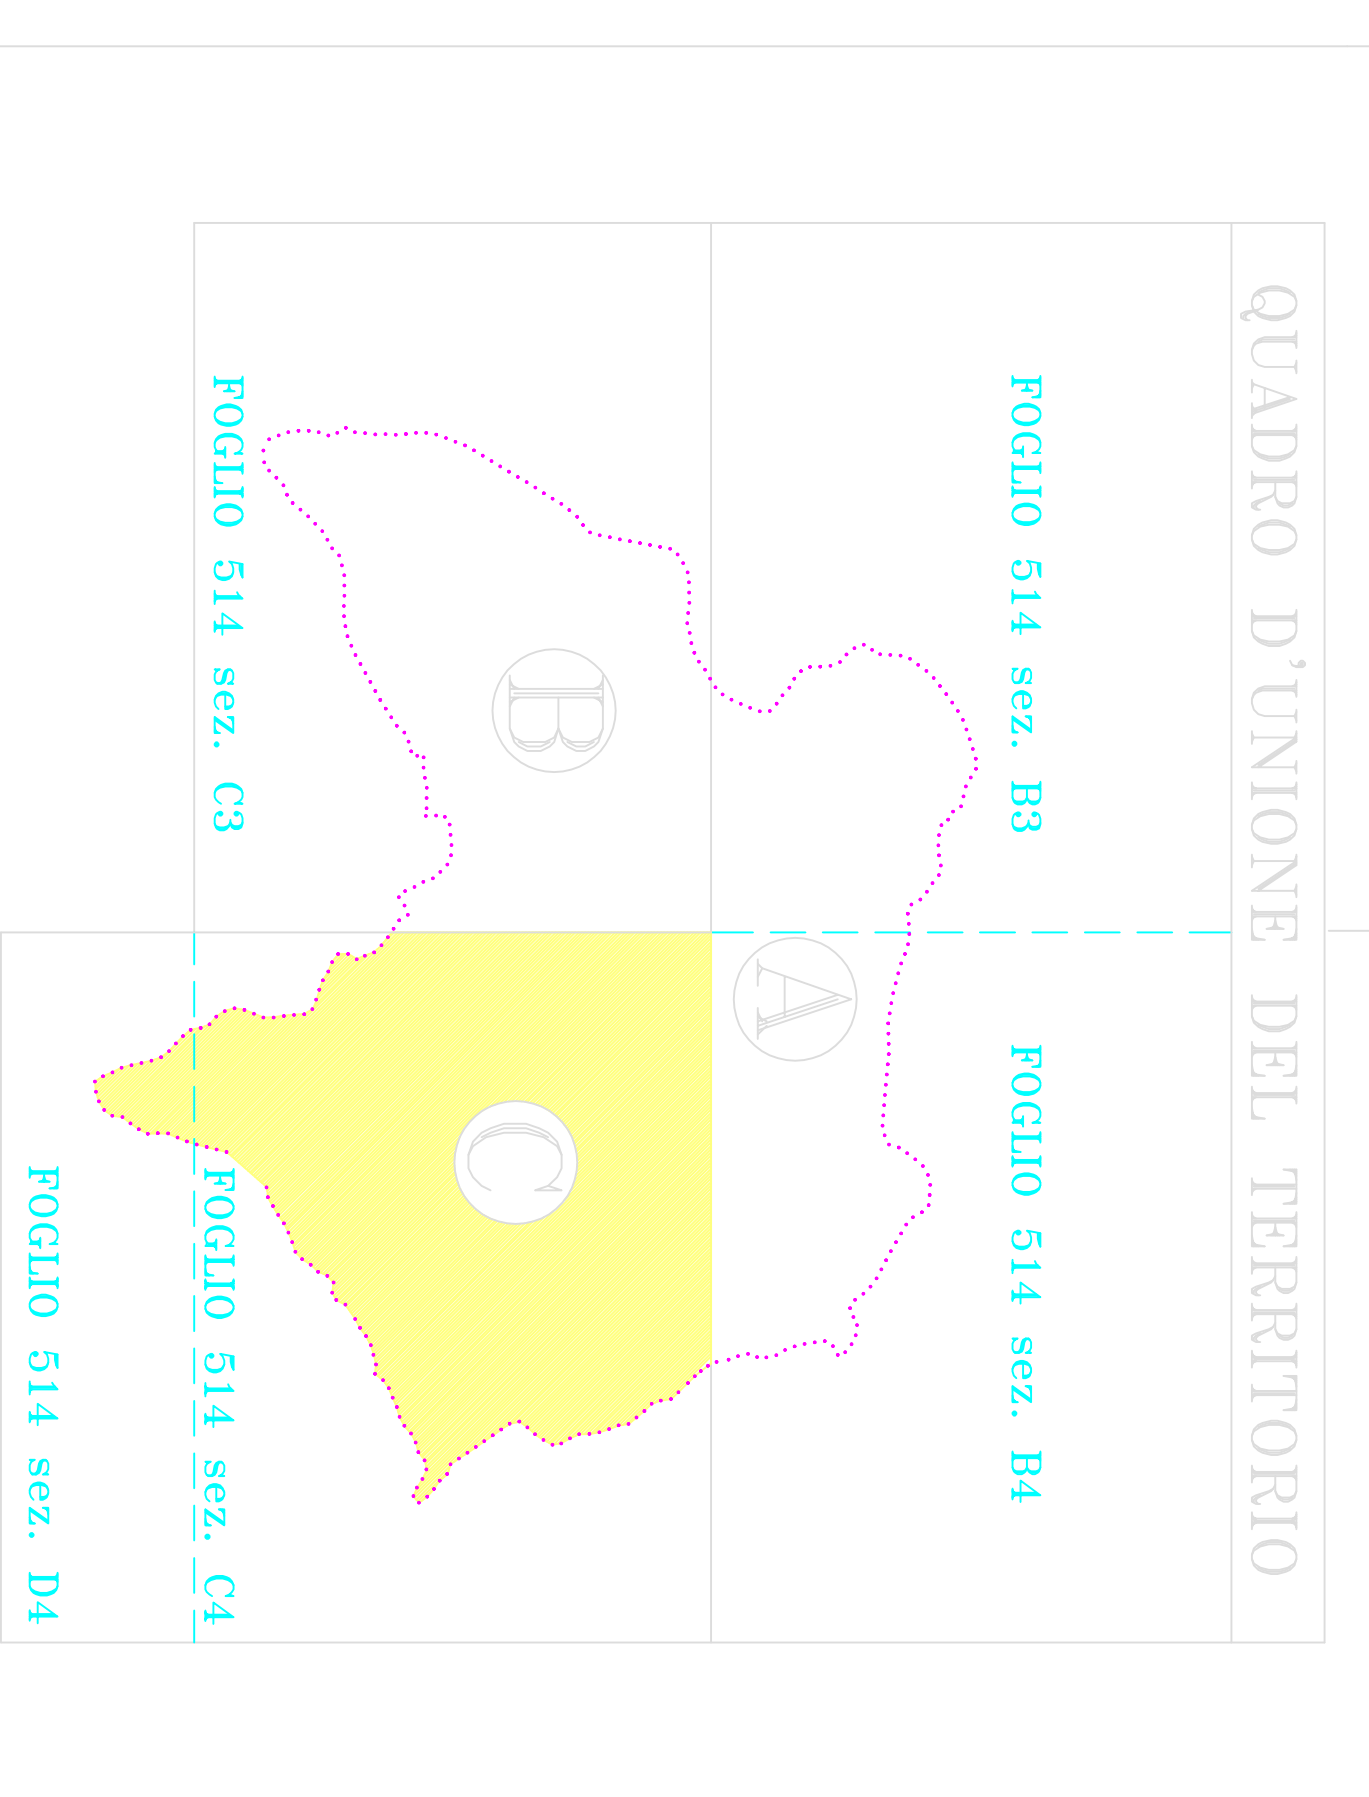 QUADRO D'UNIONE DEL TERRITORIO
FOGLIO 514 sez. B3
FOGLIO 514 sez. B4
A
B
C
FOGLIO 514 sez. C3
FOGLIO 514 sez. C4
FOGLIO 514 sez. D4